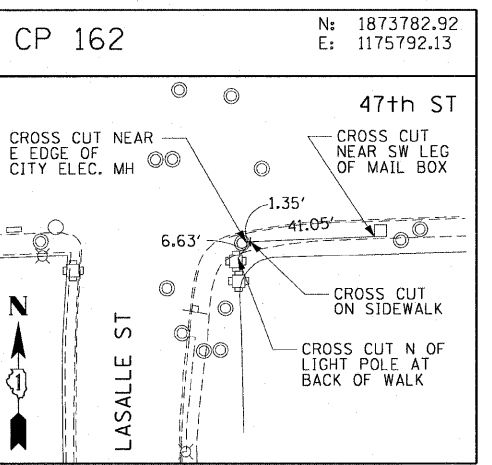 CP 162
N: 1873782.92
E: 1175792.13
47th ST
CROSS CUT NEAR
E EDGE OF
CITY ELEC. MH
CROSS CUT
NEAR SW LEG
OF MAIL BOX
1.35'
41.05'
6.63'
CROSS CUT
ON SIDEWALK
N
1
LASALLE ST
CROSS CUT N OF
LIGHT POLE AT
BACK OF WALK